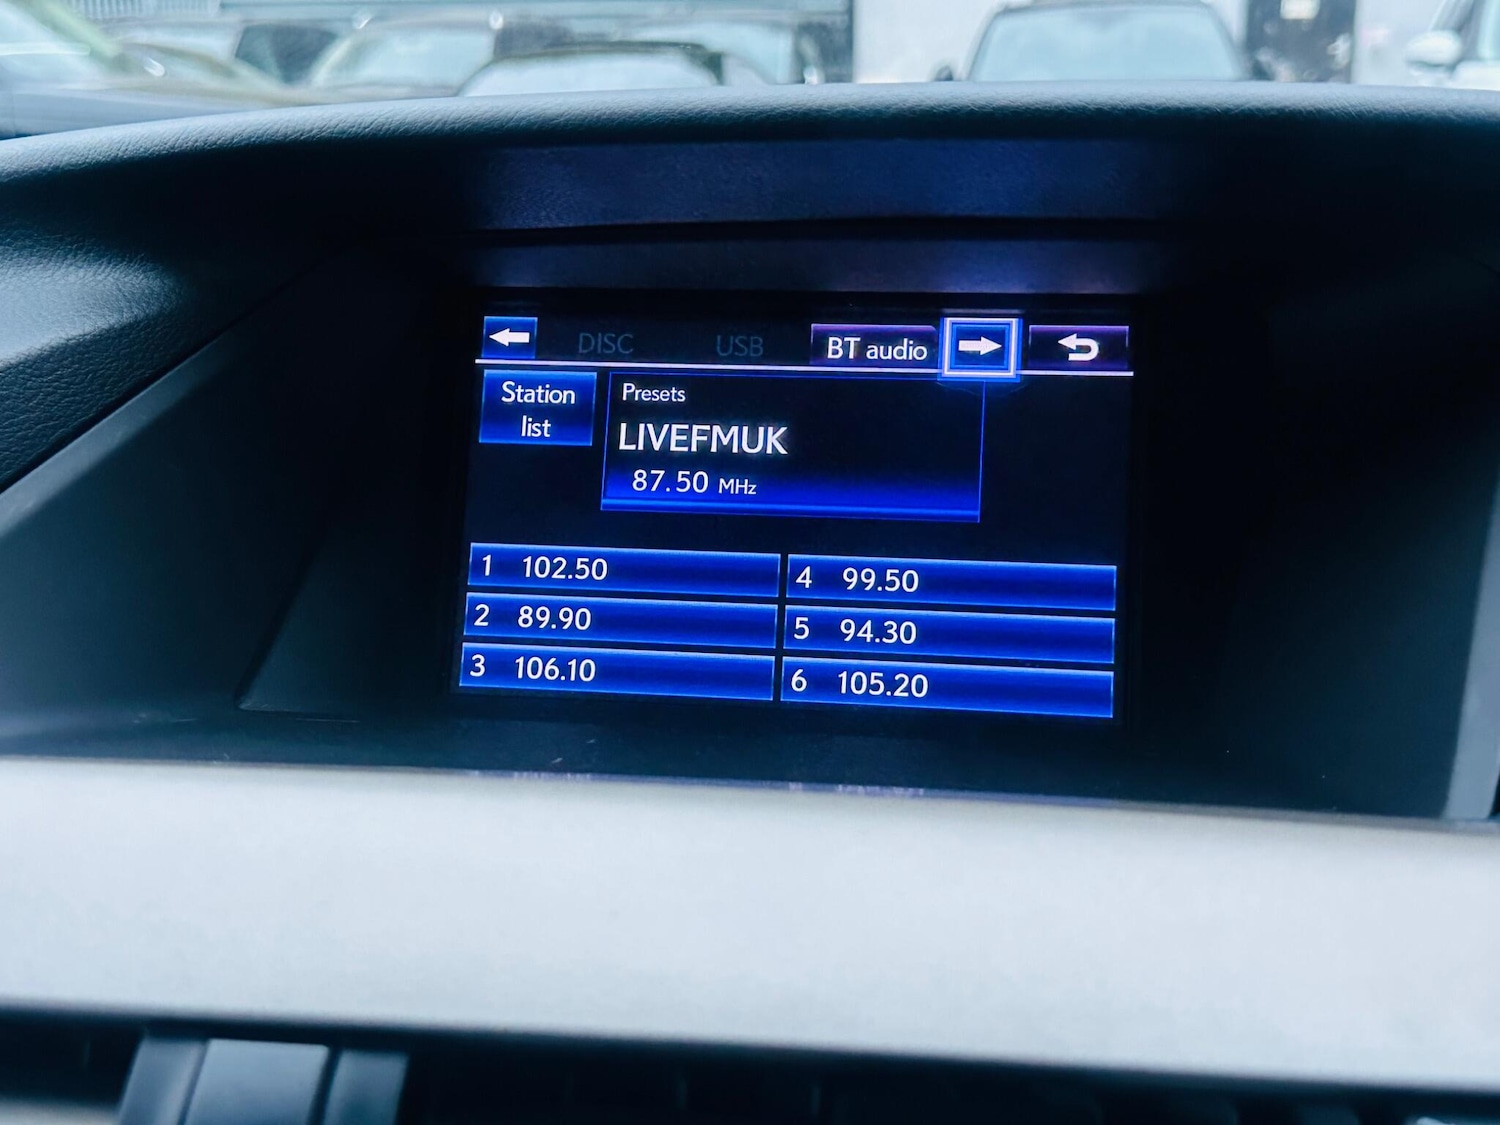 DISC USB BT audio
Station
list
Presets
LIVEFMUK
87.50 MHz
1 102.50
2 89.90
3 106.10
4 99.50
5 94.30
6 105.20